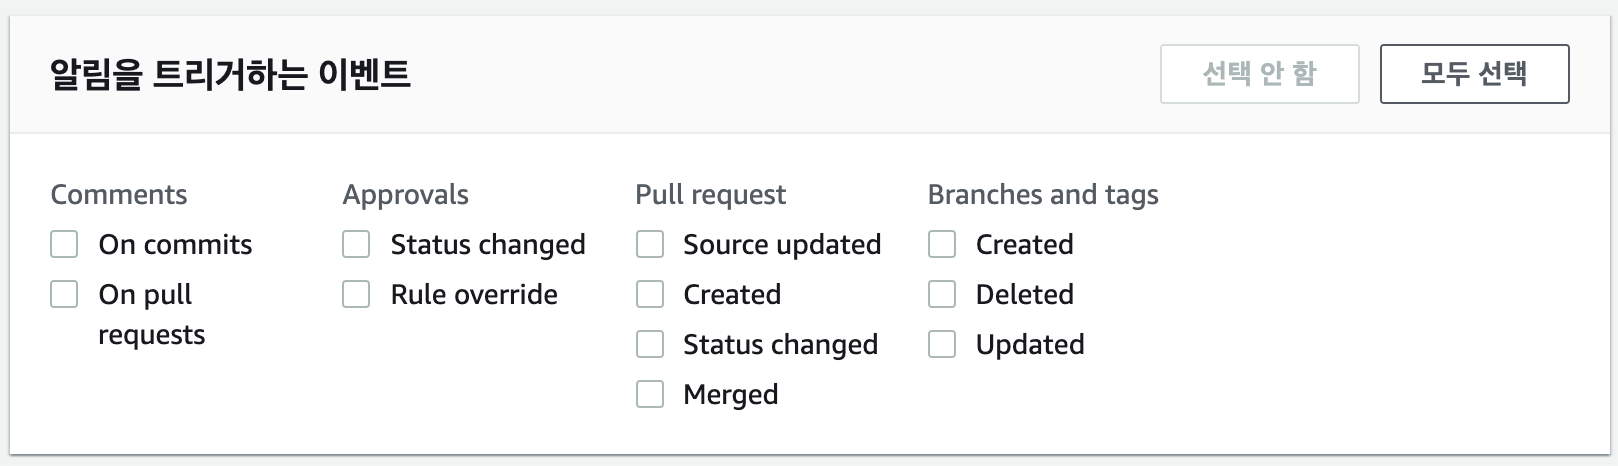 알림을 트리거하는 이벤트
선택 안 함
모두 선택
Comments
On commits
On pull
requests
Approvals
Status changed
Rule override
Pull request
Source updated
Created
Status changed
Merged
Branches and tags
Created
Deleted
Updated